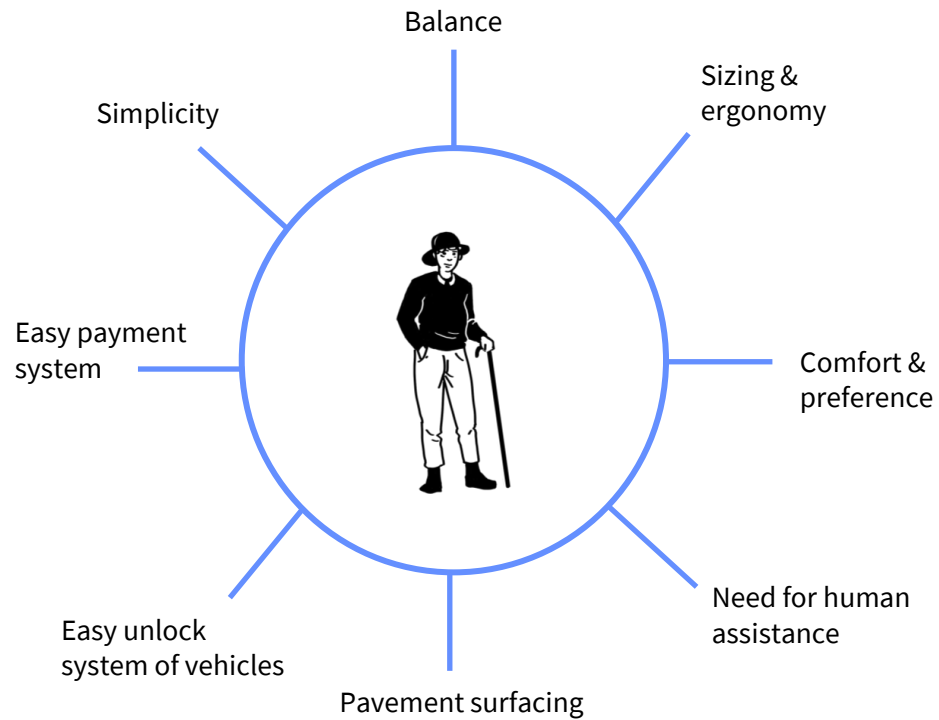 Balance
Sizing &
ergonomy
Simplicity
Easy payment
system
Comfort &
preference
Need for human
assistance
Easy unlock
system of vehicles
Pavement surfacing